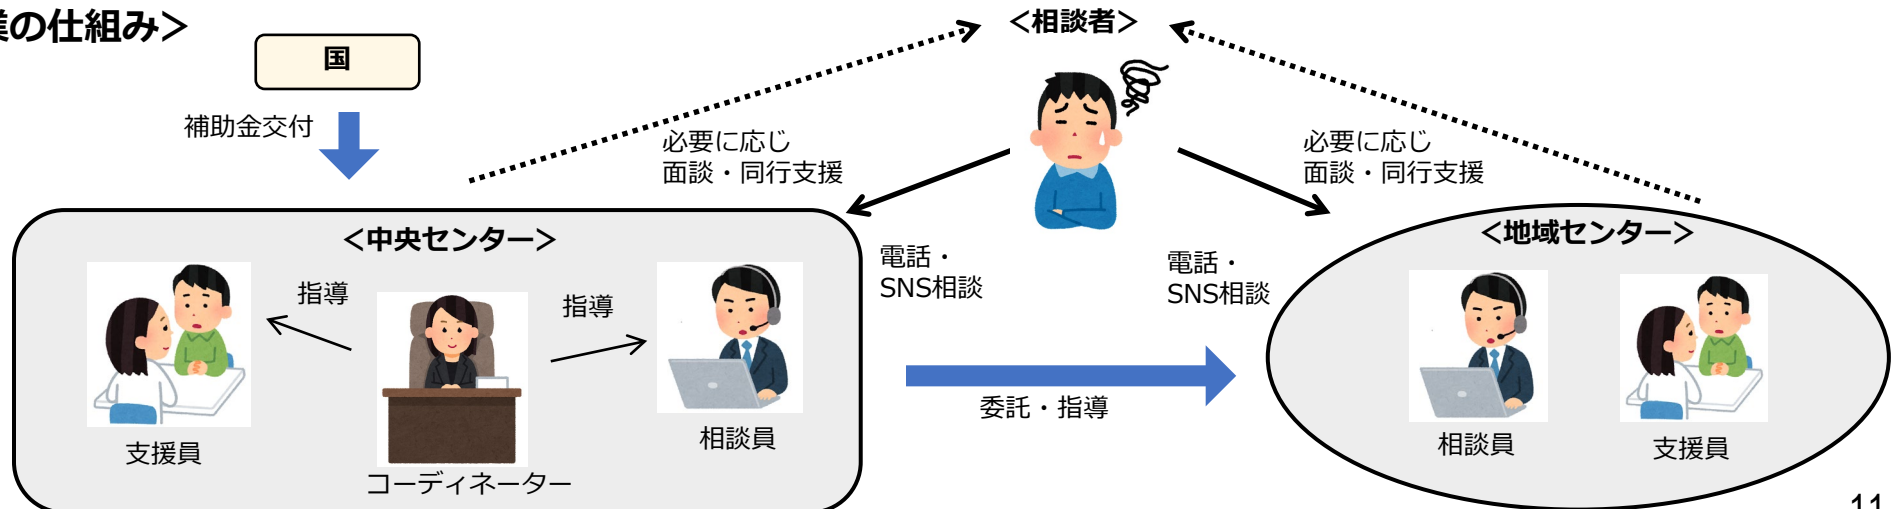 業の仕組み＞
国
補助金交付
＜相談者＞
必要に応じ
面談・同行支援
必要に応じ
面談・同行支援
＜中央センター＞
指導
指導
支援員
コーディネーター
相談員
電話・
SNS相談
電話・
SNS相談
委託・指導
＜地域センター＞
相談員
支援員
11